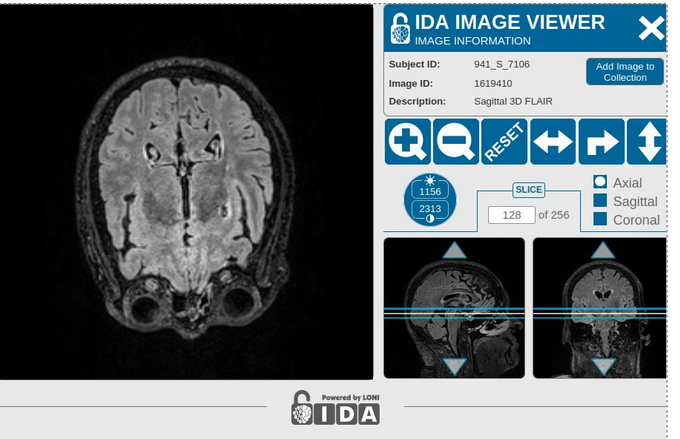 IDA IMAGE VIEWER
IMAGE INFORMATION
Subject ID: 941_S_7106
Image ID: 1619410
Description: Sagittal 3D FLAIR
Add Image to
Collection
RESET
1156
2313
SLICE
128 of 256
Axial
Sagittal
Coronal
Powered by LONI
IDA